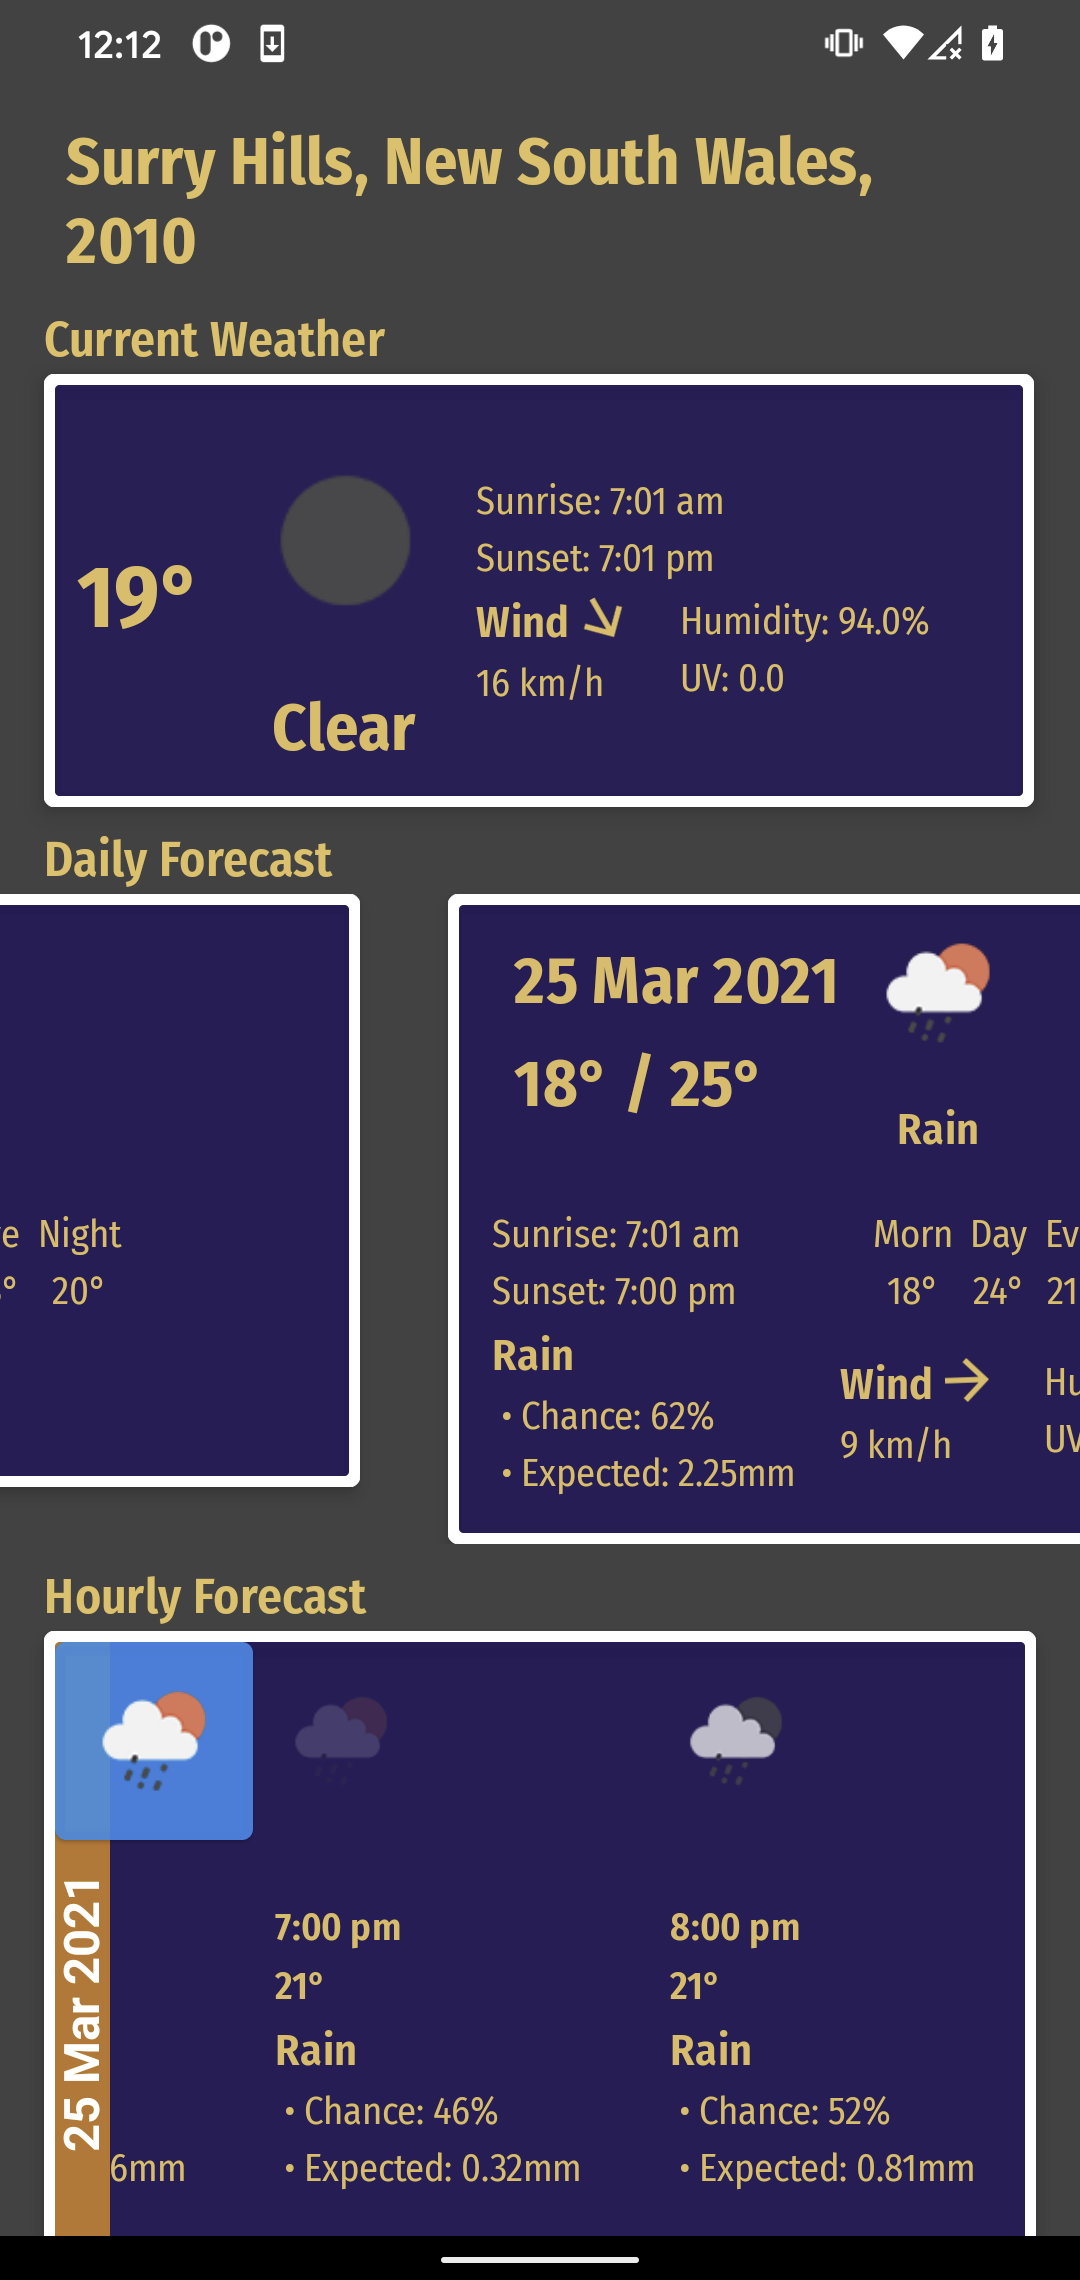 12:12
Surry Hills, New South Wales,
2010
Current Weather
19°
Clear
Sunrise: 7:01 am
Sunset: 7:01 pm
Wind
16 km/h
Humidity: 94.0%
UV: 0.0
Daily Forecast
Night
20°
25 Mar 2021
18° / 25°
Rain
Sunrise: 7:01 am
Sunset: 7:00 pm
Rain
• Chance: 62%
• Expected: 2.25mm
Morn Day Ev
18° 24° 21
Wind
9 km/h
Hu
UV
Hourly Forecast
25 Mar 2021
6mm
7:00 pm
21°
Rain
• Chance: 46%
• Expected: 0.32mm
8:00 pm
21°
Rain
• Chance: 52%
• Expected: 0.81mm